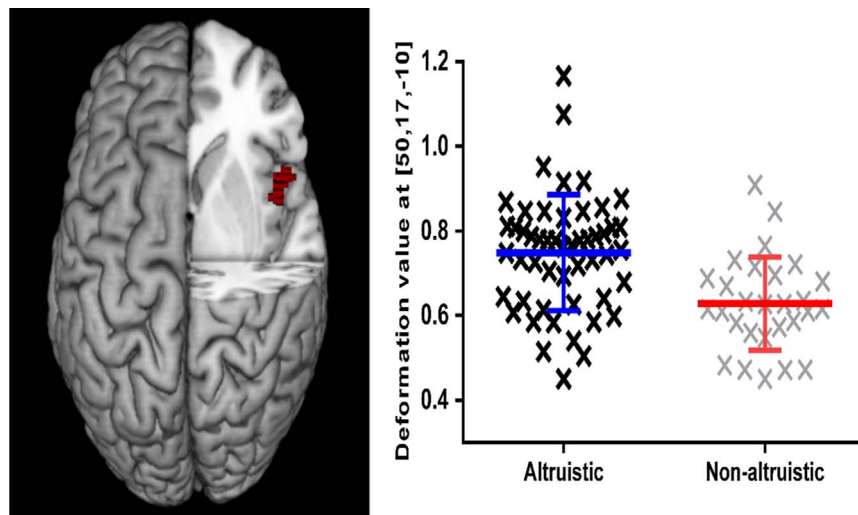 Deformation value at [50,17,-10]
1.2
1.0
0.8
0.6
0.4
Altruistic
Non-altruistic